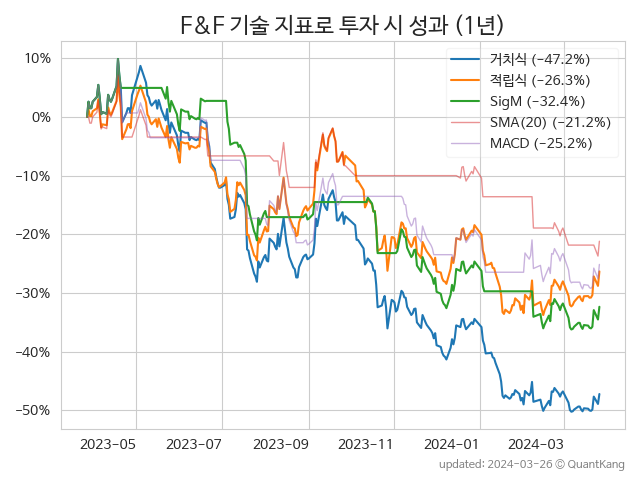 F&F 기술 지표로 투자 시 성과 (1년)
10%
0%
−10%
−20%
−30%
−40%
−50%
거치식 (−47.2%)
적립식 (−26.3%)
SigM (−32.4%)
SMA(20) (−21.2%)
MACD (−25.2%)
2023−05
2023−07
2023−09
2023−11
2024−01
2024−03
updated: 2024−03−26 © QuantKang